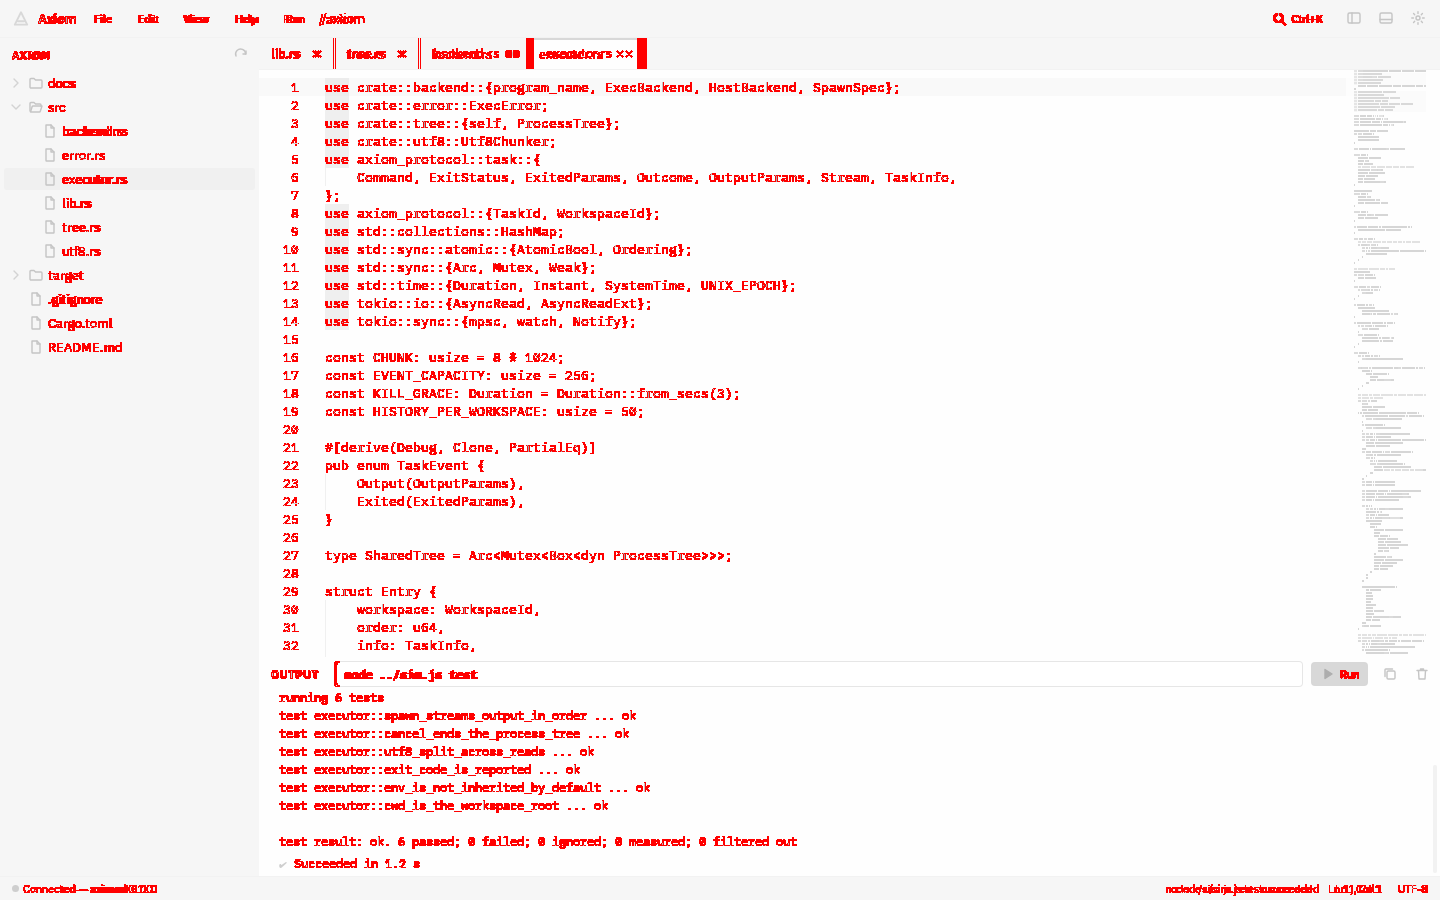 Axiom File Edit View Help Run //axiom Ctrl+K
AXIOM
docs
src
backend.rs
error.rs
executor.rs
lib.rs
tree.rs
utf8.rs
target
.gitignore
Cargo.toml
README.md
lib.rs tree.rs backend.rs executor.rs
1 use crate::backend::{program_name, ExecBackend, HostBackend, SpawnSpec};
2 use crate::error::ExecError;
3 use crate::tree::{self, ProcessTree};
4 use crate::utf8::Utf8Chunker;
5 use axiom_protocol::task::{
6 Command, ExitStatus, ExitedParams, Outcome, OutputParams, Stream, TaskInfo,
7 };
8 use axiom_protocol::{TaskId, WorkspaceId};
9 use std::collections::HashMap;
10 use std::sync::atomic::{AtomicBool, Ordering};
11 use std::sync::{Arc, Mutex, Weak};
12 use std::time::{Duration, Instant, SystemTime, UNIX_EPOCH};
13 use tokio::io::{AsyncRead, AsyncReadExt};
14 use tokio::sync::{mpsc, watch, Notify};
15
16 const CHUNK: usize = 8 * 1024;
17 const EVENT_CAPACITY: usize = 256;
18 const KILL_GRACE: Duration = Duration::from_secs(3);
19 const HISTORY_PER_WORKSPACE: usize = 50;
20
21 #[derive(Debug, Clone, PartialEq)]
22 pub enum TaskEvent {
23 Output(OutputParams),
24 Exited(ExitedParams),
25 }
26
27 type SharedTree = Arc<Mutex<Box<dyn ProcessTree>>>;
28
29 struct Entry {
30 workspace: WorkspaceId,
31 order: u64,
32 info: TaskInfo,
OUTPUT node ../sim.js test Run
running 6 tests
test executor::spawn_streams_output_in_order ... ok
test executor::cancel_ends_the_process_tree ... ok
test executor::utf8_split_across_reads ... ok
test executor::exit_code_is_reported ... ok
test executor::env_is_not_inherited_by_default ... ok
test executor::cwd_is_the_workspace_root ... ok
test result: ok. 6 passed; 0 failed; 0 ignored; 0 measured; 0 filtered out
✓ Succeeded in 1.2 s
Connected — UTF-8